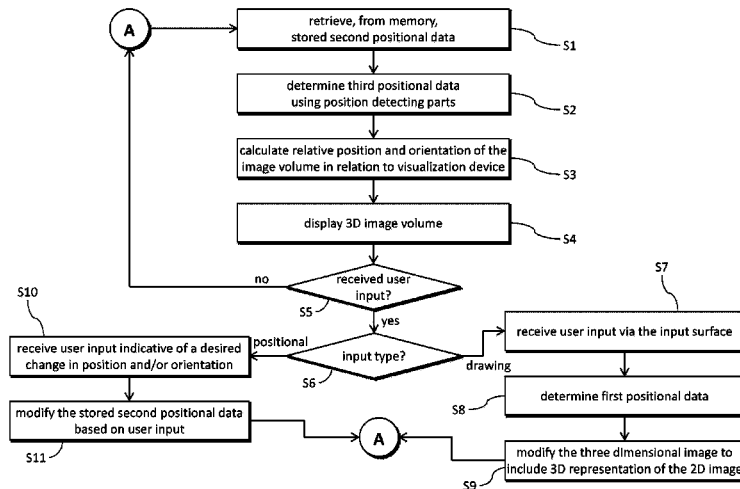 A
retrieve, from memory,
stored second positional data
S1
determine third positional data
using position detecting parts
S2
calculate relative position and orientation of the
image volume in relation to visualization device
S3
display 3D image volume
S4
no
received user
input?
S5
yes
S10
positional
input type?
S6
drawing
S7
receive user input indicative of a desired
change in position and/or orientation
receive user input via the input surface
modify the stored second positional data
based on user input
S11
A
determine first positional data
S8
modify the three dimensional image to
include 3D representation of the 2D image
S9